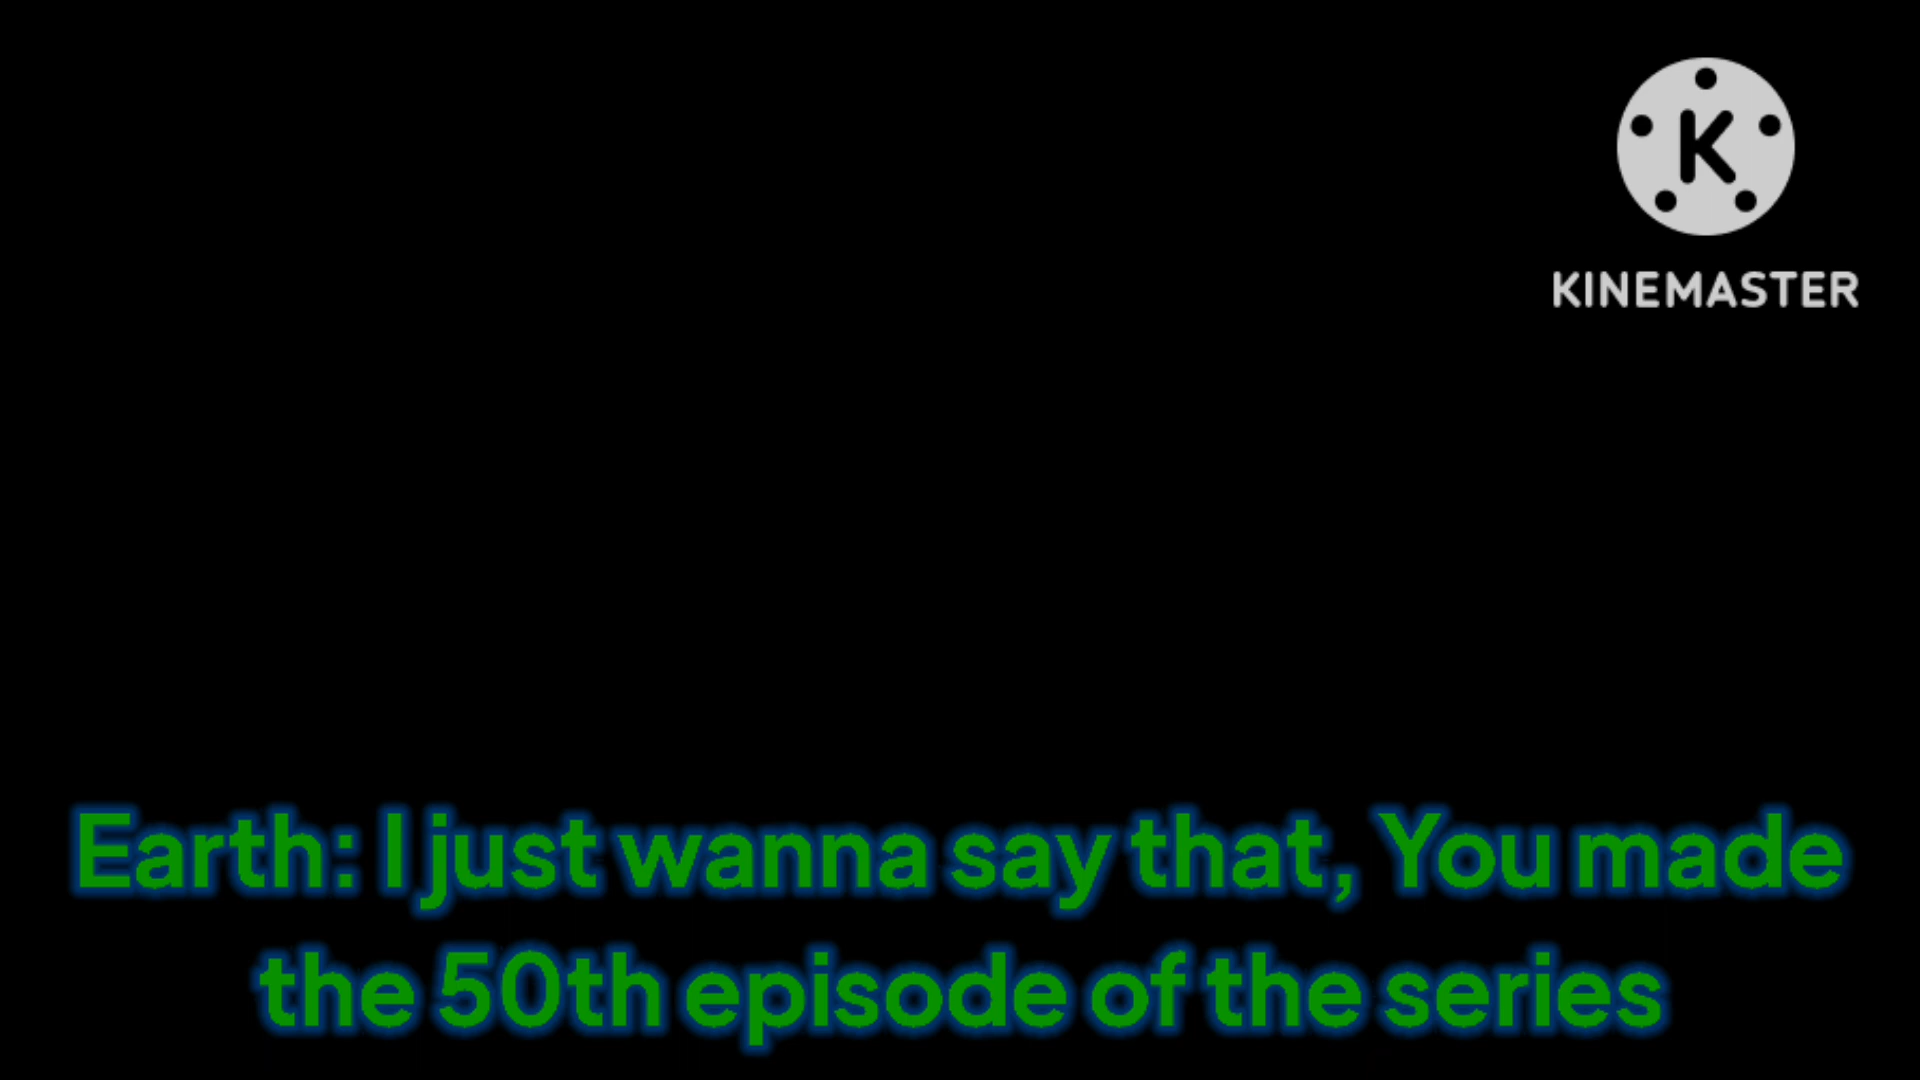 K
KINEMASTER
Earth: I just wanna say that, You made
the 50th episode of the series